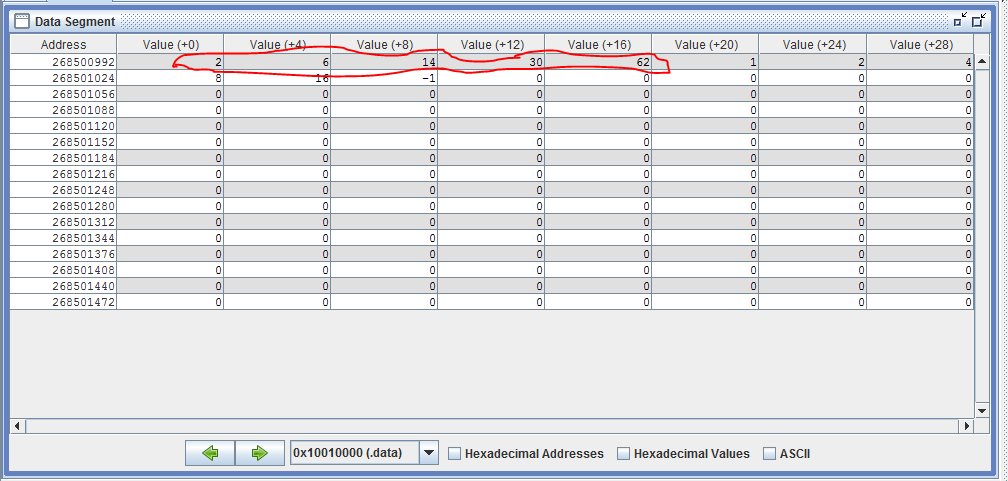 Data Segment
Address Value (+0) Value (+4) Value (+8) Value (+12) Value (+16) Value (+20) Value (+24) Value (+28)
268500992 2 6 14 30 62 1 2 4
268501024 8 16 -1 0 0 0 0 0
268501056 0 0 0 0 0 0 0 0
268501088 0 0 0 0 0 0 0 0
268501120 0 0 0 0 0 0 0 0
268501152 0 0 0 0 0 0 0 0
268501184 0 0 0 0 0 0 0 0
268501216 0 0 0 0 0 0 0 0
268501248 0 0 0 0 0 0 0 0
268501280 0 0 0 0 0 0 0 0
268501312 0 0 0 0 0 0 0 0
268501344 0 0 0 0 0 0 0 0
268501376 0 0 0 0 0 0 0 0
268501408 0 0 0 0 0 0 0 0
268501440 0 0 0 0 0 0 0 0
268501472 0 0 0 0 0 0 0 0
0x10010000 (.data) Hexadecimal Addresses Hexadecimal Values ASCII